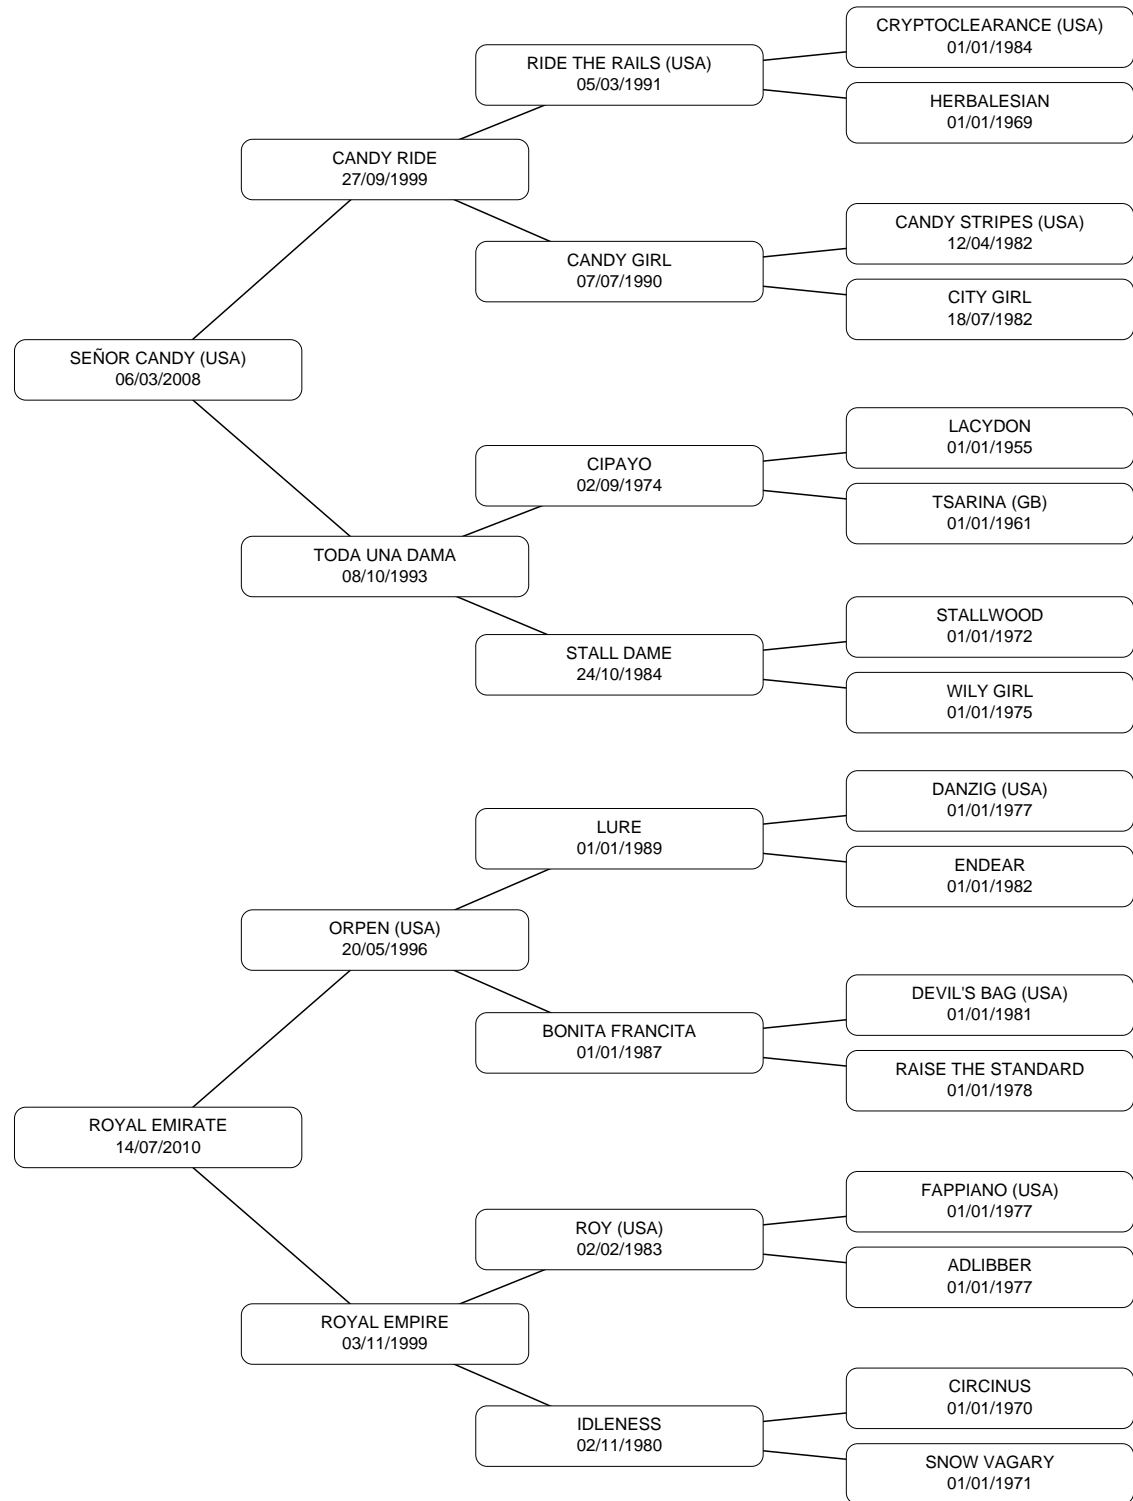 CRYPTOCLEARANCE (USA)
01/01/1984
RIDE THE RAILS (USA)
05/03/1991
HERBALESIAN
01/01/1969
CANDY RIDE
27/09/1999
CANDY STRIPES (USA)
12/04/1982
CANDY GIRL
07/07/1990
CITY GIRL
18/07/1982
SEÑOR CANDY (USA)
06/03/2008
LACYDON
01/01/1955
CIPAYO
02/09/1974
TSARINA (GB)
01/01/1961
TODA UNA DAMA
08/10/1993
STALLWOOD
01/01/1972
STALL DAME
24/10/1984
WILY GIRL
01/01/1975
DANZIG (USA)
01/01/1977
LURE
01/01/1989
ENDEAR
01/01/1982
ORPEN (USA)
20/05/1996
DEVIL'S BAG (USA)
01/01/1981
BONITA FRANCITA
01/01/1987
RAISE THE STANDARD
01/01/1978
ROYAL EMIRATE
14/07/2010
FAPPIANO (USA)
01/01/1977
ROY (USA)
02/02/1983
ADLIBBER
01/01/1977
ROYAL EMPIRE
03/11/1999
CIRCINUS
01/01/1970
IDLENESS
02/11/1980
SNOW VAGARY
01/01/1971